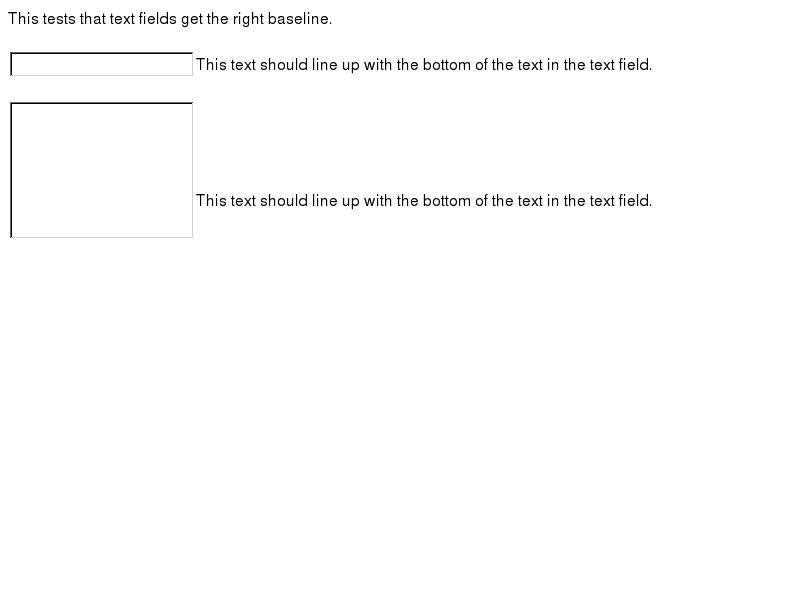 This tests that text fields get the right baseline.
This text should line up with the bottom of the text in the text field.
This text should line up with the bottom of the text in the text field.